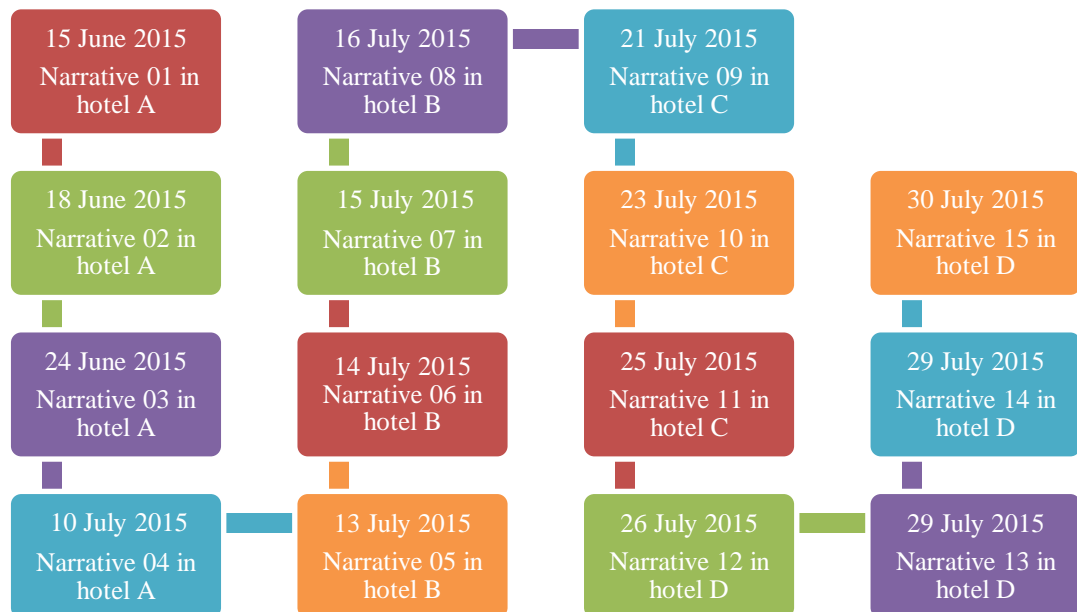 15 June 2015
Narrative 01 in
hotel A
18 June 2015
Narrative 02 in
hotel A
24 June 2015
Narrative 03 in
hotel A
10 July 2015
Narrative 04 in
hotel A
13 July 2015
Narrative 05 in
hotel B
14 July 2015
Narrative 06 in
hotel B
15 July 2015
Narrative 07 in
hotel B
16 July 2015
Narrative 08 in
hotel B
21 July 2015
Narrative 09 in
hotel C
23 July 2015
Narrative 10 in
hotel C
25 July 2015
Narrative 11 in
hotel C
26 July 2015
Narrative 12 in
hotel D
29 July 2015
Narrative 13 in
hotel D
29 July 2015
Narrative 14 in
hotel D
30 July 2015
Narrative 15 in
hotel D